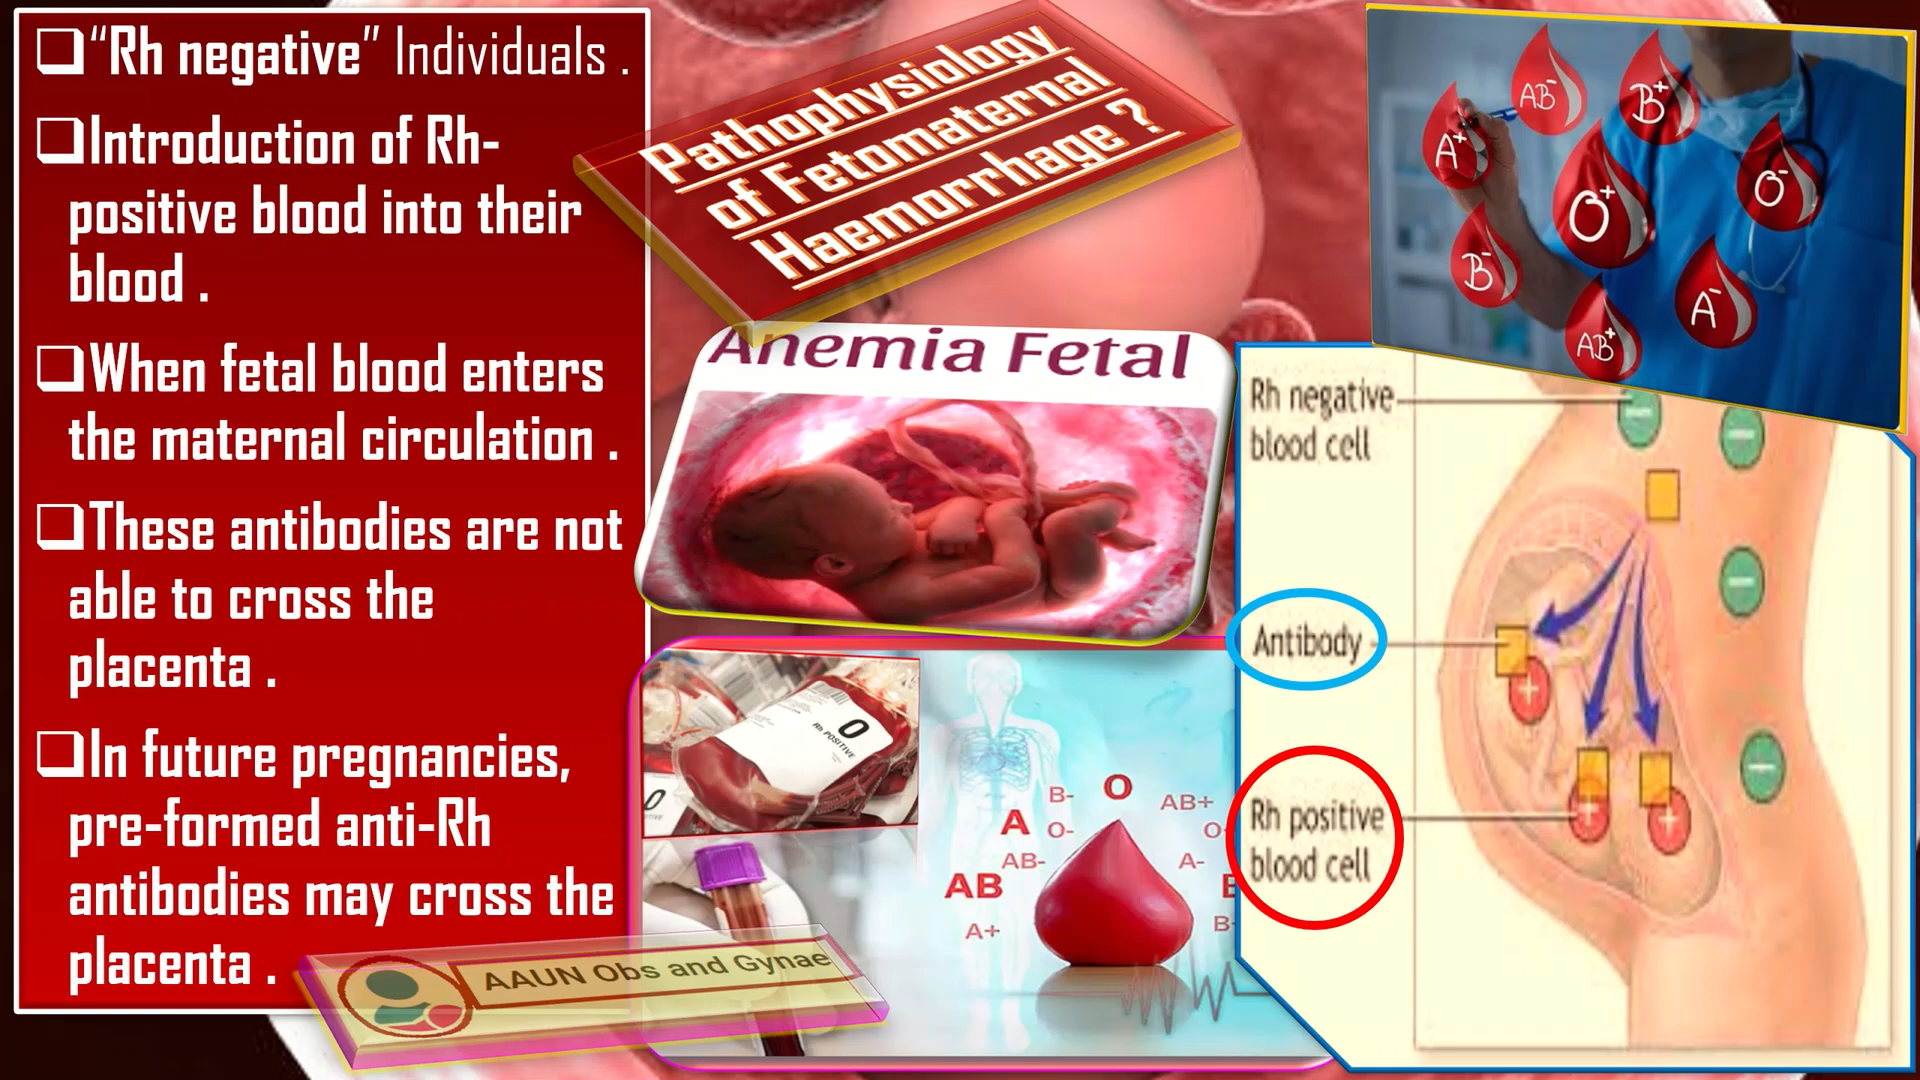 “Rh negative” Individuals .
Introduction of Rh-
positive blood into their
blood .
When fetal blood enters
the maternal circulation .
These antibodies are not
able to cross the
placenta .
In future pregnancies,
pre-formed anti-Rh
antibodies may cross the
placenta .
Pathophysiology
of Fetomaternal
Haemorrhage ?
A+
AB-
B+
O+
O-
B-
AB+
A-
Anemia Fetal
Rh negative
blood cell
Antibody
Rh positive
blood cell
O
Rh POSITIVE
O
B-
O
AB+
A
O-
O-
AB-
A-
AB
A+
B-
AAUN Obs and Gynae